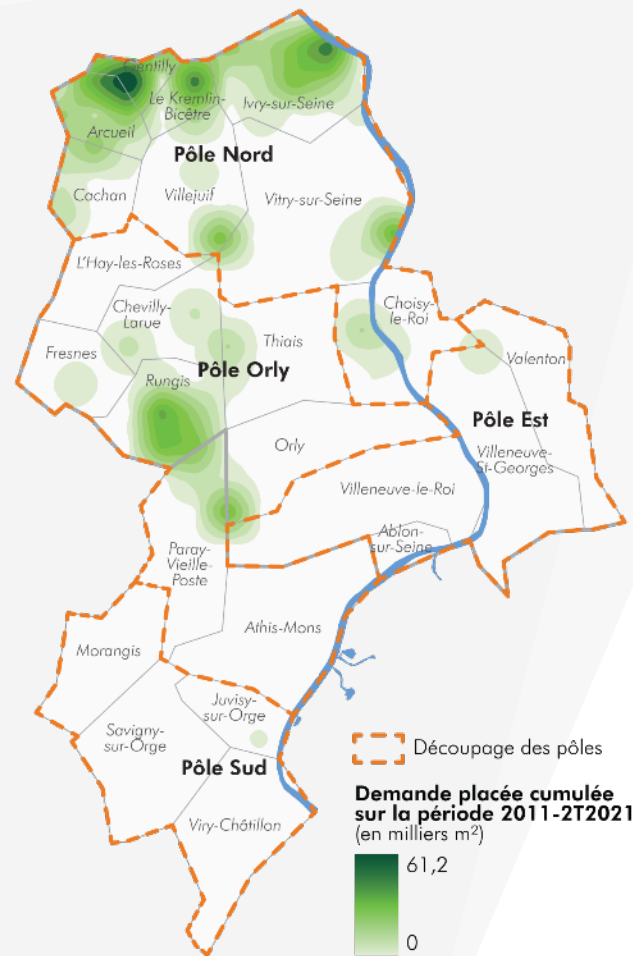 Gentilly
Le Kremlin-
Bicêtre
Ivry-sur-Seine
Arcueil
Pôle Nord
Cachan
Villejuif
Vitry-sur-Seine
L'Hay-les-Roses
Chevilly-
Larue
Choisy-
le-Roi
Fresnes
Thiais
Valenton
Rungis
Pôle Orly
Pôle Est
Orly
Villeneuve-
St-Georges
Villeneuve-le-Roi
Ablon-
sur-Seine
Paray-
Vieille-
Poste
Athis-Mons
Morangis
Juvisy-
sur-Orge
Savigny-
sur-Orge
Pôle Sud
Viry-Châtillon
Découpage des pôles
Demande placée cumulée
sur la période 2011-2T2021
(en milliers m²)
61,2
0